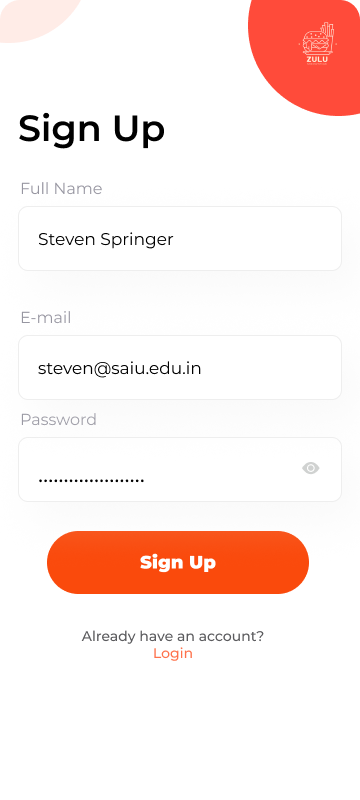 ZULU
Sign Up
Full Name
Steven Springer
E-mail
steven@saiu.edu.in
Password
.....................
Sign Up
Already have an account?
Login